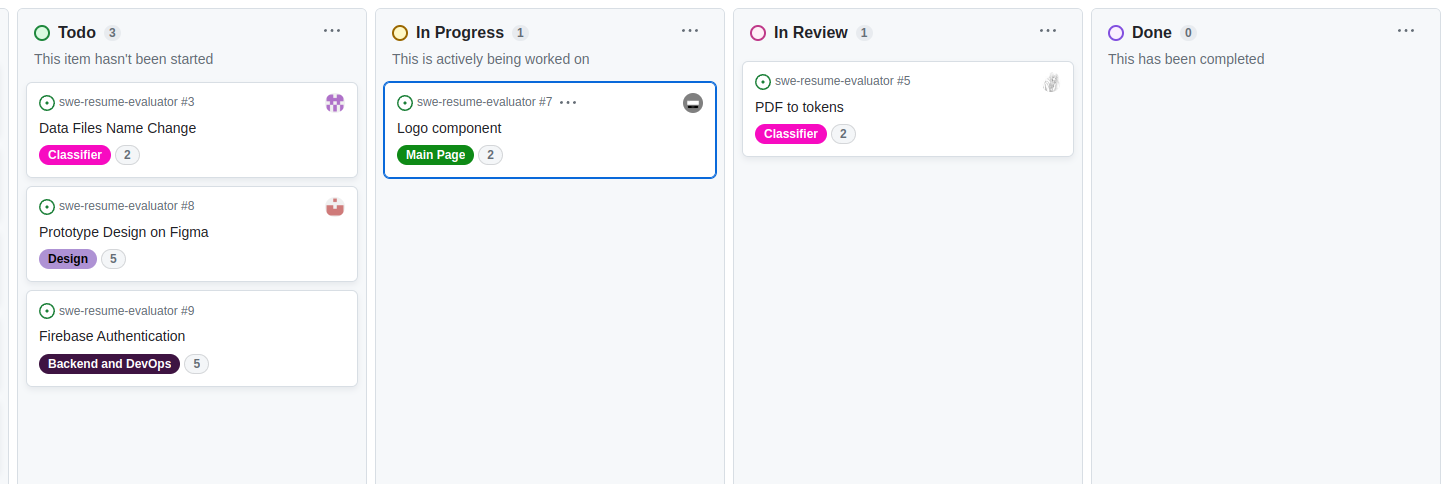 Todo 3
This item hasn't been started
swe-resume-evaluator #3
Data Files Name Change
Classifier 2
swe-resume-evaluator #8
Prototype Design on Figma
Design 5
swe-resume-evaluator #9
Firebase Authentication
Backend and DevOps 5
In Progress 1
This is actively being worked on
swe-resume-evaluator #7
Logo component
Main Page 2
In Review 1
swe-resume-evaluator #5
PDF to tokens
Classifier 2
Done 0
This has been completed